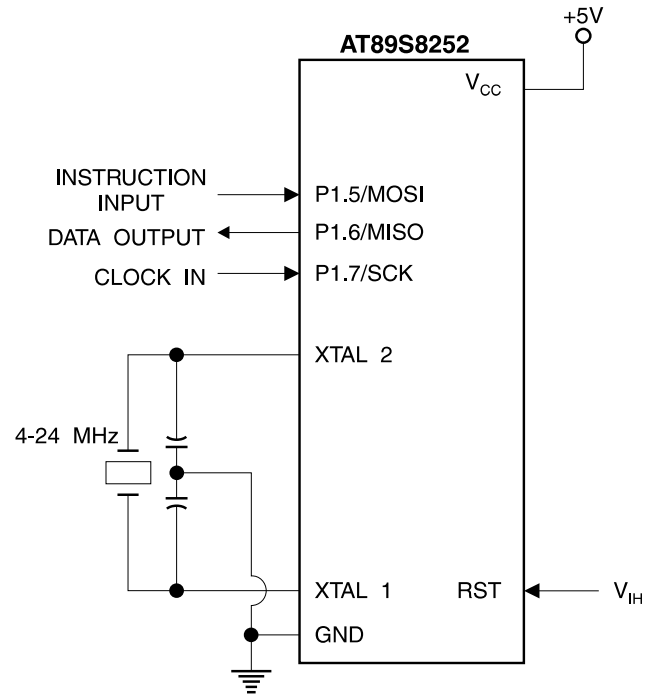 +5V
AT89S8252
VCC
INSTRUCTION
INPUT
P1.5/MOSI
DATA OUTPUT
P1.6/MISO
CLOCK IN
P1.7/SCK
XTAL 2
4-24 MHz
XTAL 1
RST
VIH
GND